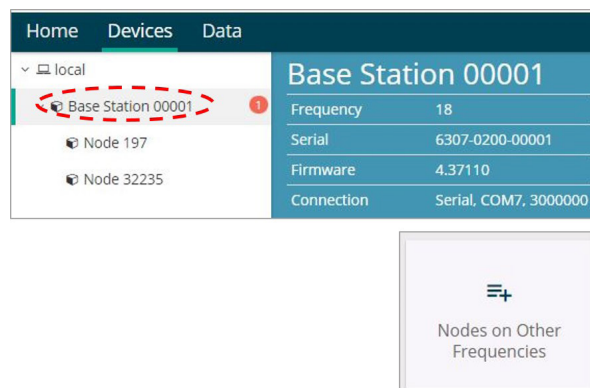 Home Devices Data
local
Base Station 00001 1
Node 197
Node 32235
Base Station 00001
Frequency 18
Serial 6307-0200-00001
Firmware 4.37110
Connection Serial, COM7, 3000000
Nodes on Other
Frequencies